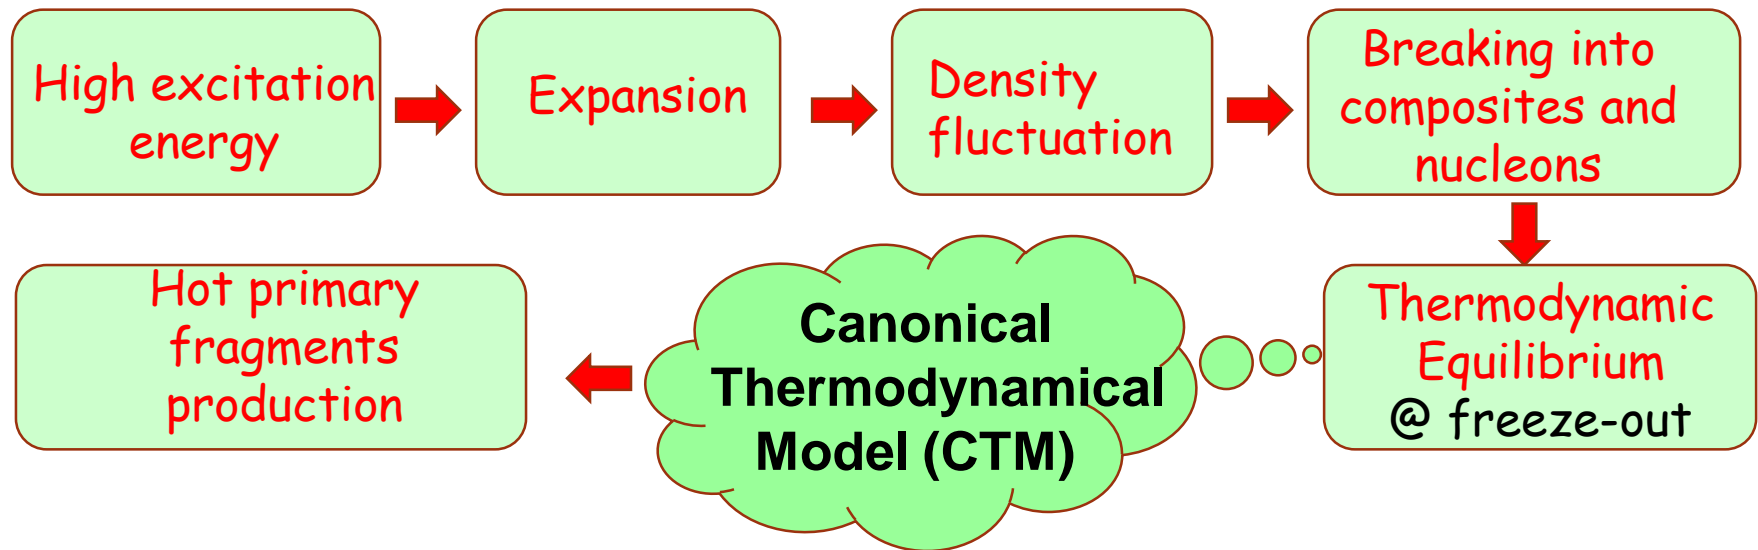 High excitation
energy
Expansion
Density
fluctuation
Breaking into
composites and
nucleons
Thermodynamic
Equilibrium
@ freeze-out
Canonical
Thermodynamical
Model (CTM)
Hot primary
fragments
production